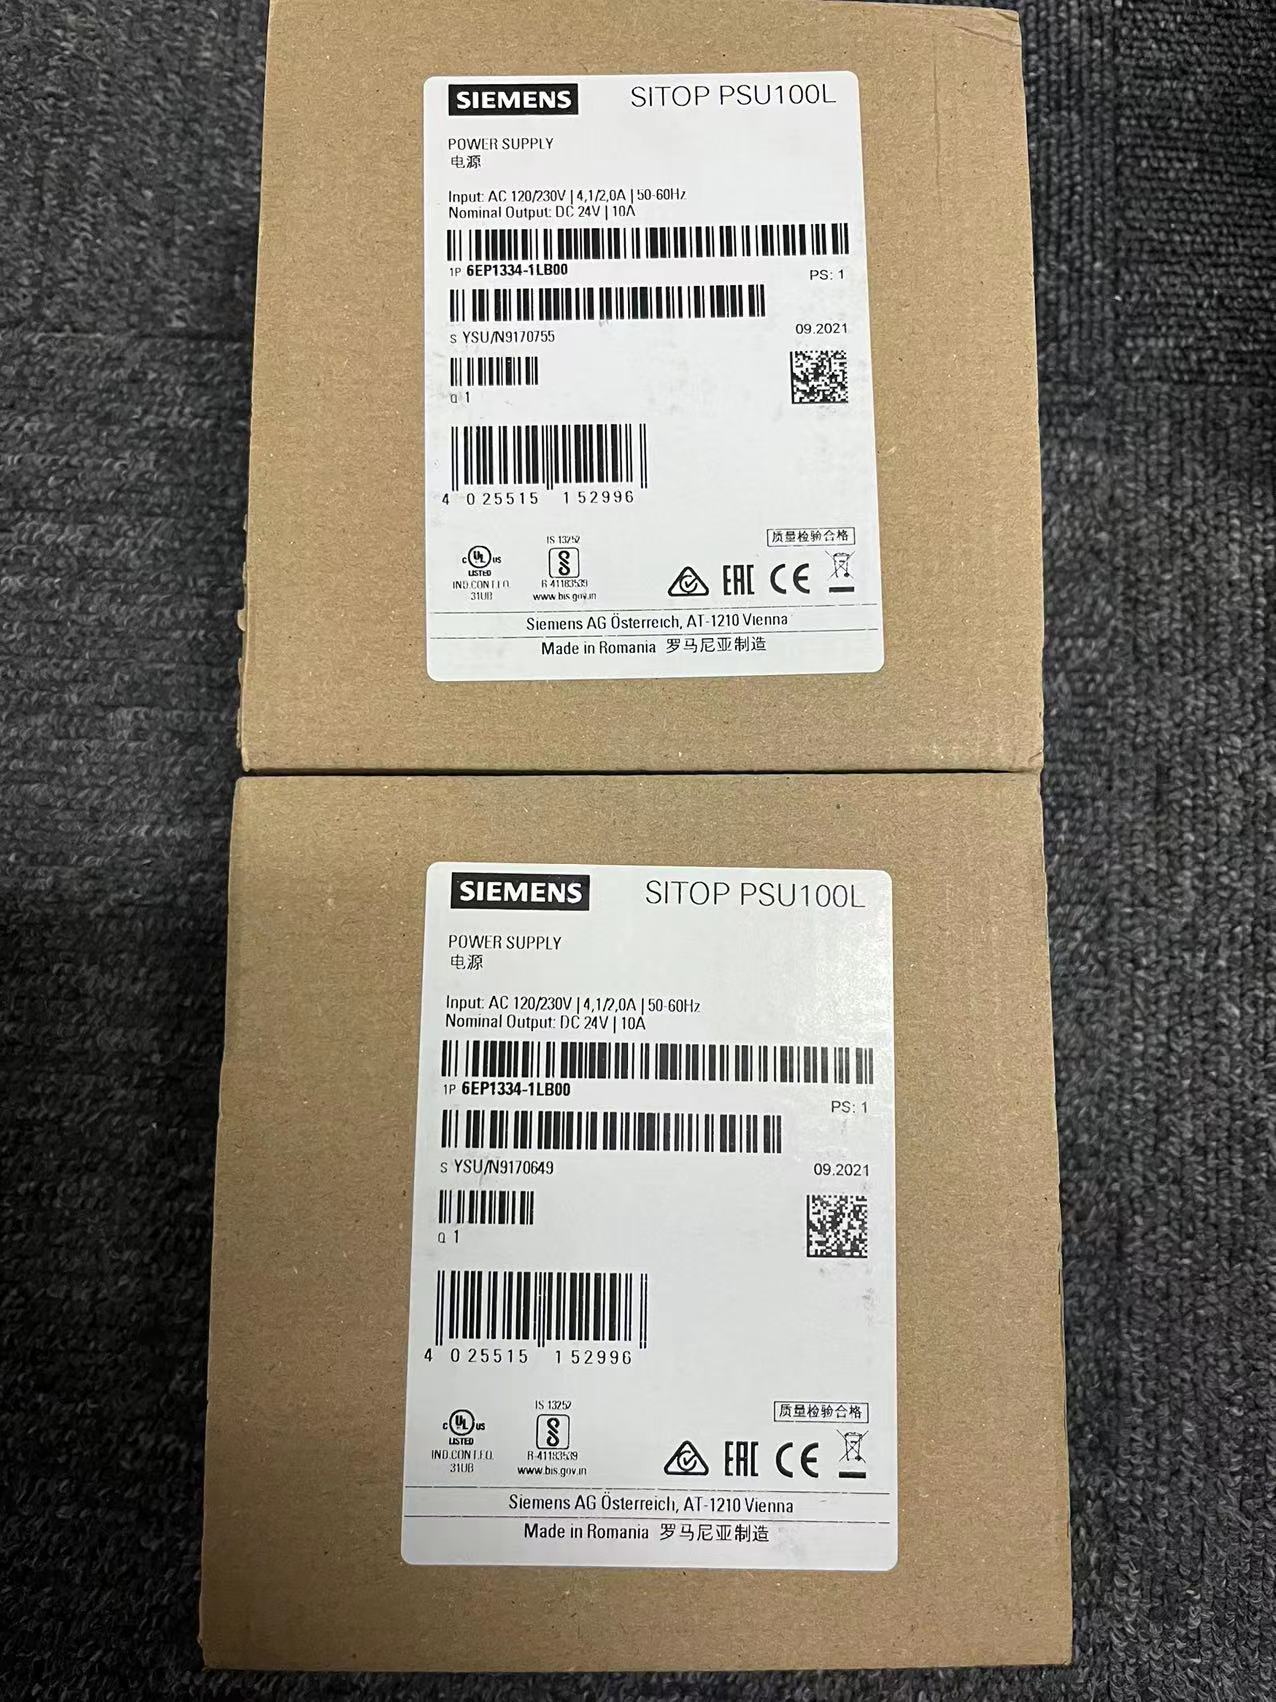 SIEMENS SITOP PSU100L
POWER SUPPLY
电源
Input: AC 120/230V | 4,1/2,0A | 50-60Hz
Nominal Output: DC 24V | 10A
1P 6EP1334-1LB00
PS: 1
S YSU/N9170755
09.2021
Q 1
4 025515 152996
质量检验合格
IS 13252
C UL US
LISTED
IND.CONT.EQ.
31UB
R-41183539
www.bis.gov.in
EAC CE
Siemens AG Österreich, AT-1210 Vienna
Made in Romania 罗马尼亚制造
SIEMENS SITOP PSU100L
POWER SUPPLY
电源
Input: AC 120/230V | 4,1/2,0A | 50-60Hz
Nominal Output: DC 24V | 10A
1P 6EP1334-1LB00
PS: 1
S YSU/N9170649
09.2021
Q 1
4 025515 152996
质量检验合格
IS 13252
C UL US
LISTED
IND.CONT.EQ.
31UB
R-41183539
www.bis.gov.in
EAC CE
Siemens AG Österreich, AT-1210 Vienna
Made in Romania 罗马尼亚制造